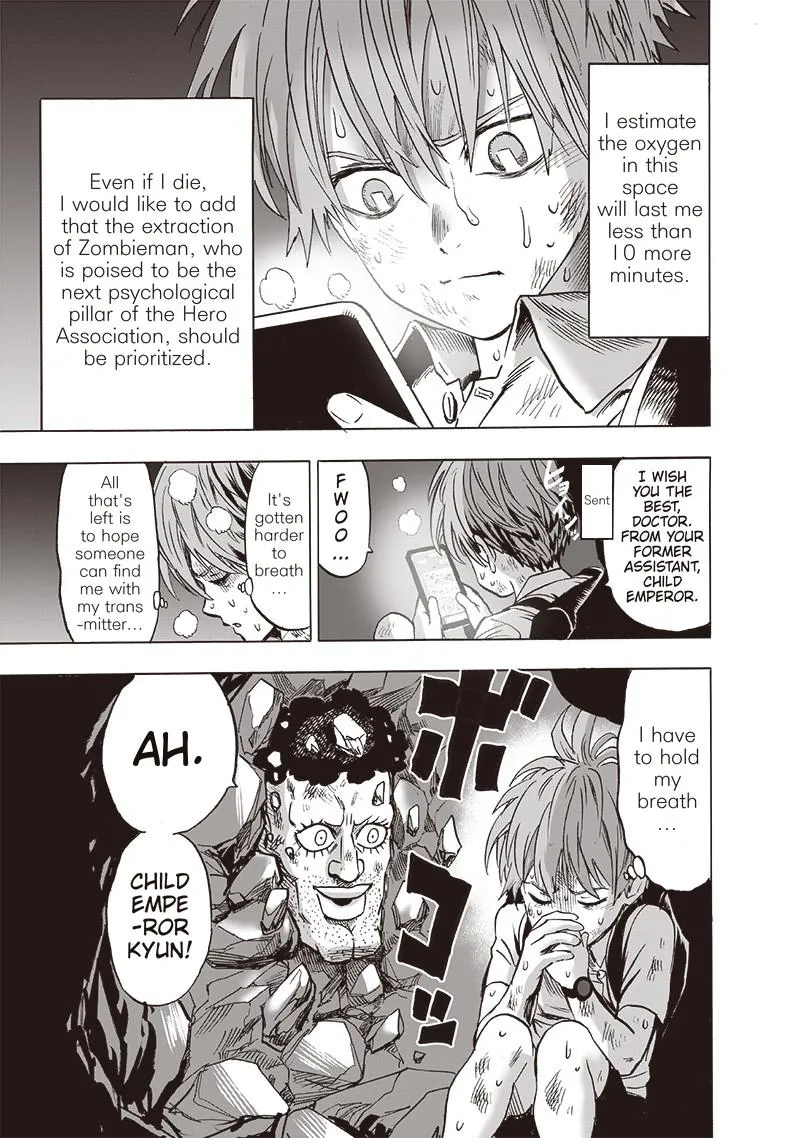 I estimate
the oxygen
in this
space
will last me
less than
10 more
minutes.
Even if I die,
I would like to add
that the extraction
of Zombieman, who
is poised to be the
next psychological
pillar of the Hero
Association, should
be prioritized.
I WISH
YOU THE
BEST,
DOCTOR.
FROM YOUR
FORMER
ASSISTANT,
CHILD
EMPEROR.
Sent
F
W
O
O
...
It's
gotten
harder
to
breath
...
All
that's
left is
to hope
someone
can find
me with
my trans
-mitter...
I have
to hold
my
breath
...
ボコッ
AH.
CHILD
EMPE
-ROR
KYUN!